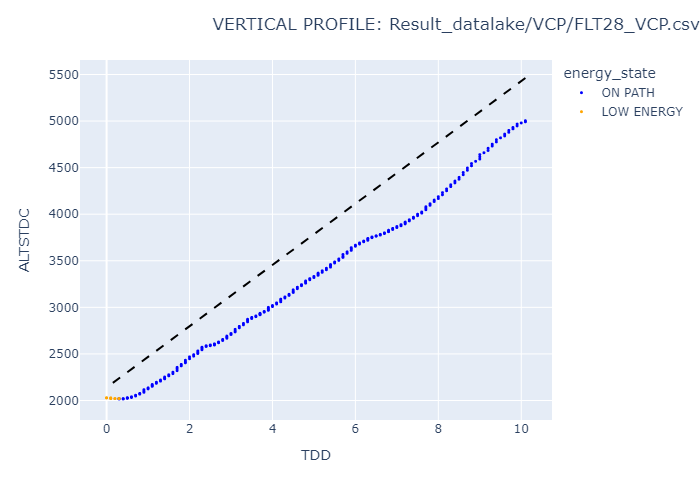 VERTICAL PROFILE: Result_datalake/VCP/FLT28_VCP.csv
energy_state
ON PATH
LOW ENERGY
ALTSTDC
5500
5000
4500
4000
3500
3000
2500
2000
0 2 4 6 8 10
TDD